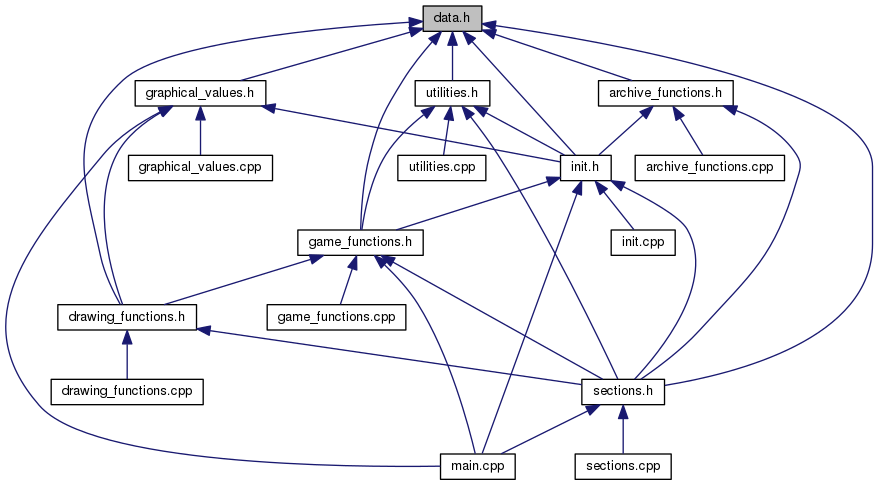 data.h
graphical_values.h
utilities.h
archive_functions.h
graphical_values.cpp
utilities.cpp
init.h
archive_functions.cpp
game_functions.h
init.cpp
drawing_functions.h
game_functions.cpp
drawing_functions.cpp
sections.h
main.cpp
sections.cpp